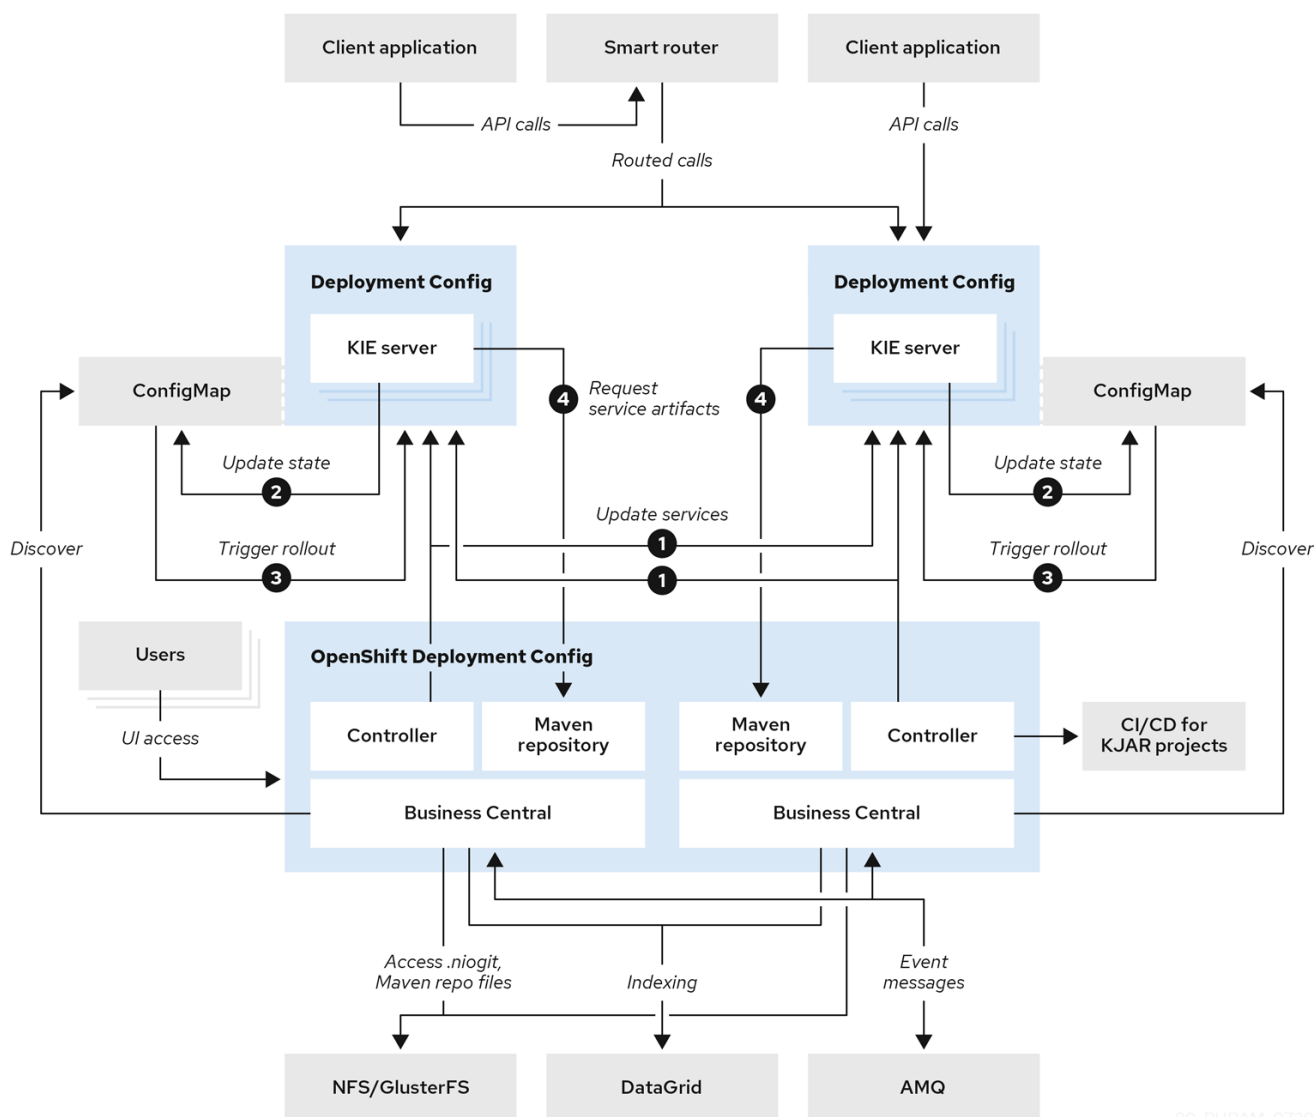 Client application
Smart router
Client application
API calls
API calls
Routed calls
Deployment Config
Deployment Config
KIE server
KIE server
ConfigMap
4
Request
service artifacts
4
ConfigMap
Update state
2
Update state
2
Update services
1
Discover
Trigger rollout
3
1
Trigger rollout
3
Discover
Users
OpenShift Deployment Config
UI access
Controller
Maven
repository
Maven
repository
Controller
CI/CD for
KJAR projects
Business Central
Business Central
Access .niogit,
Maven repo files
Indexing
Event
messages
NFS/GlusterFS
DataGrid
AMQ